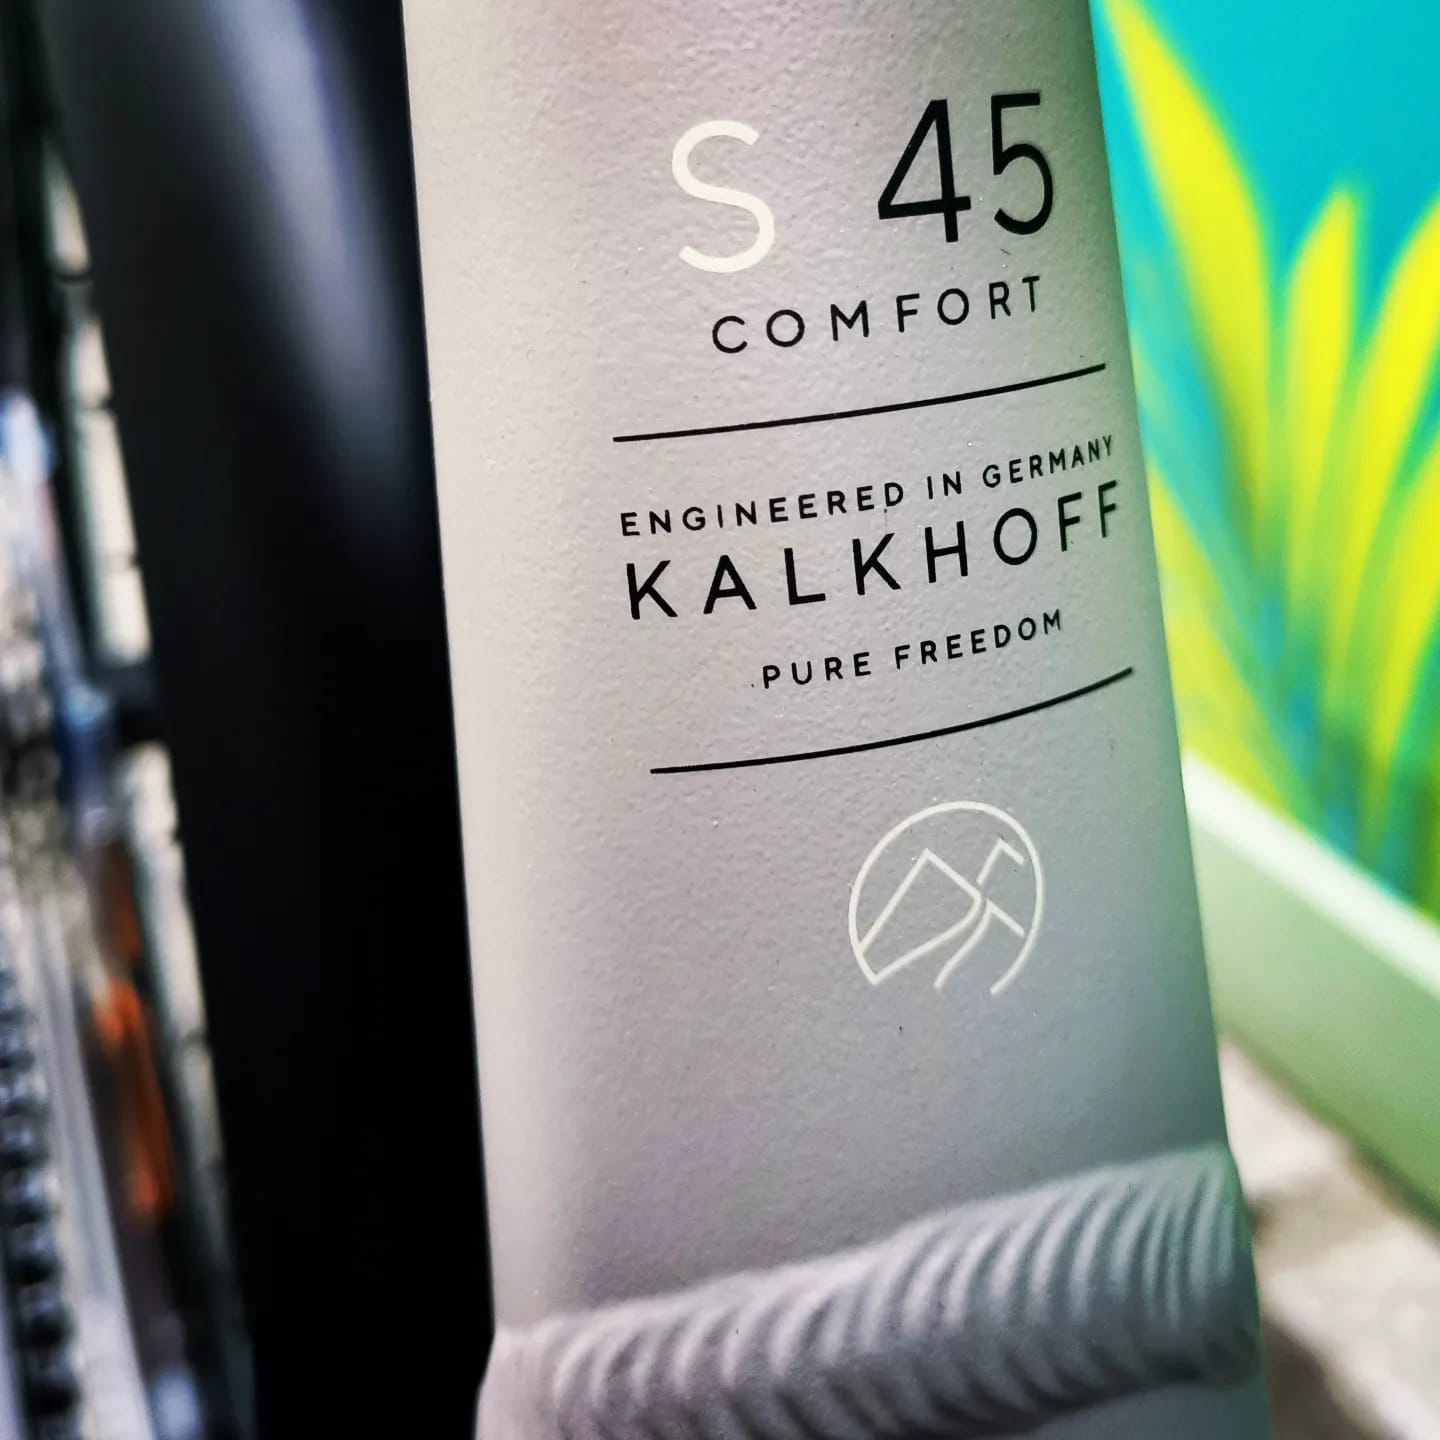 S 45
COMFORT
ENGINEERED IN GERMANY
KALKHOFF
PURE FREEDOM